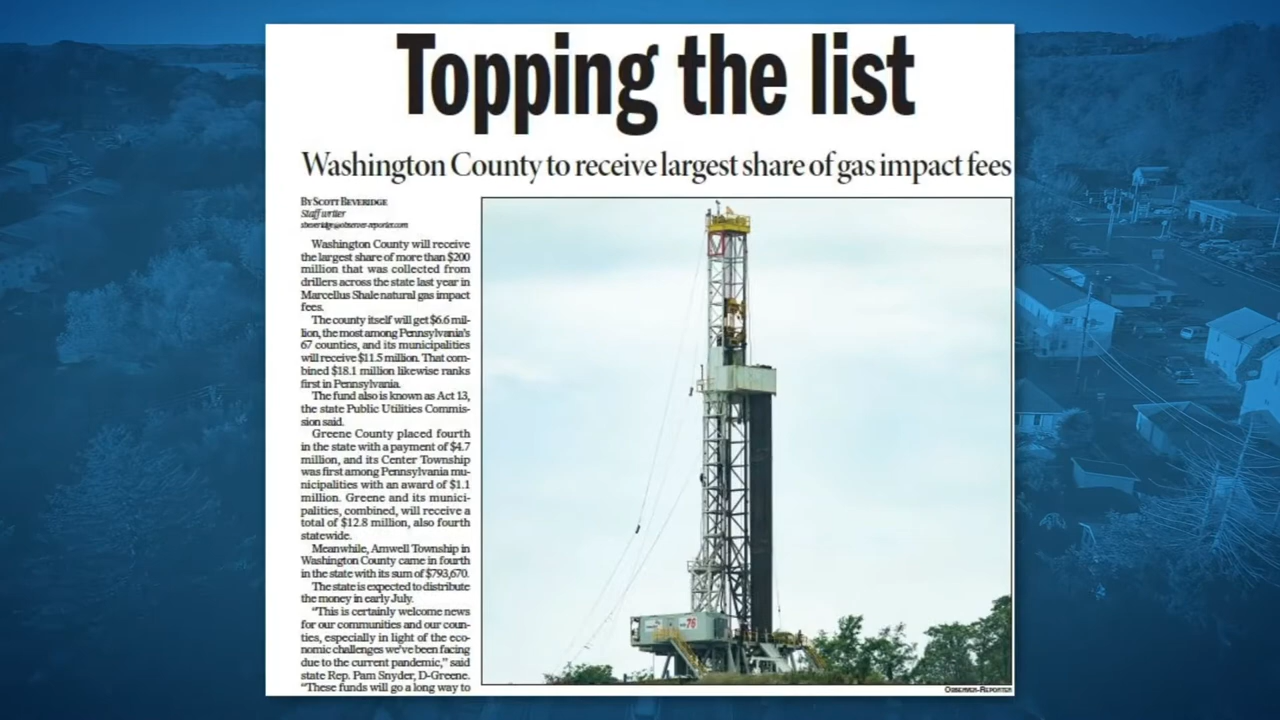 Topping the list
Washington County to receive largest share of gas impact fees
BY SCOTT BEVERIDGE
Staff writer
sbeveridge@observer-reporter.com
Washington County will receive
the largest share of more than $200
million that was collected from
drillers across the state last year in
Marcellus Shale natural gas impact
fees.
The county itself will get $6.6 mil-
lion, the most among Pennsylvania's
67 counties, and its municipalities
will receive $11.5 million. That com-
bined $18.1 million likewise ranks
first in Pennsylvania.
The fund also is known as Act 13,
the state Public Utilities Commis-
sion said.
Greene County placed fourth
in the state with a payment of $4.7
million, and its Center Township
was first among Pennsylvania mu-
nicipalities with an award of $1.1
million. Greene and its munici-
palities, combined, will receive a
total of $12.8 million, also fourth
statewide.
Meanwhile, Amwell Township in
Washington County came in fourth
in the state with its sum of $793,670.
The state is expected to distribute
the money in early July.
"This is certainly welcome news
for our communities and our coun-
ties, especially in light of the eco-
nomic challenges we've been facing
due to the current pandemic," said
state Rep. Pam Snyder, D-Greene.
"These funds will go a long way to
76
OBSERVER-REPORTER